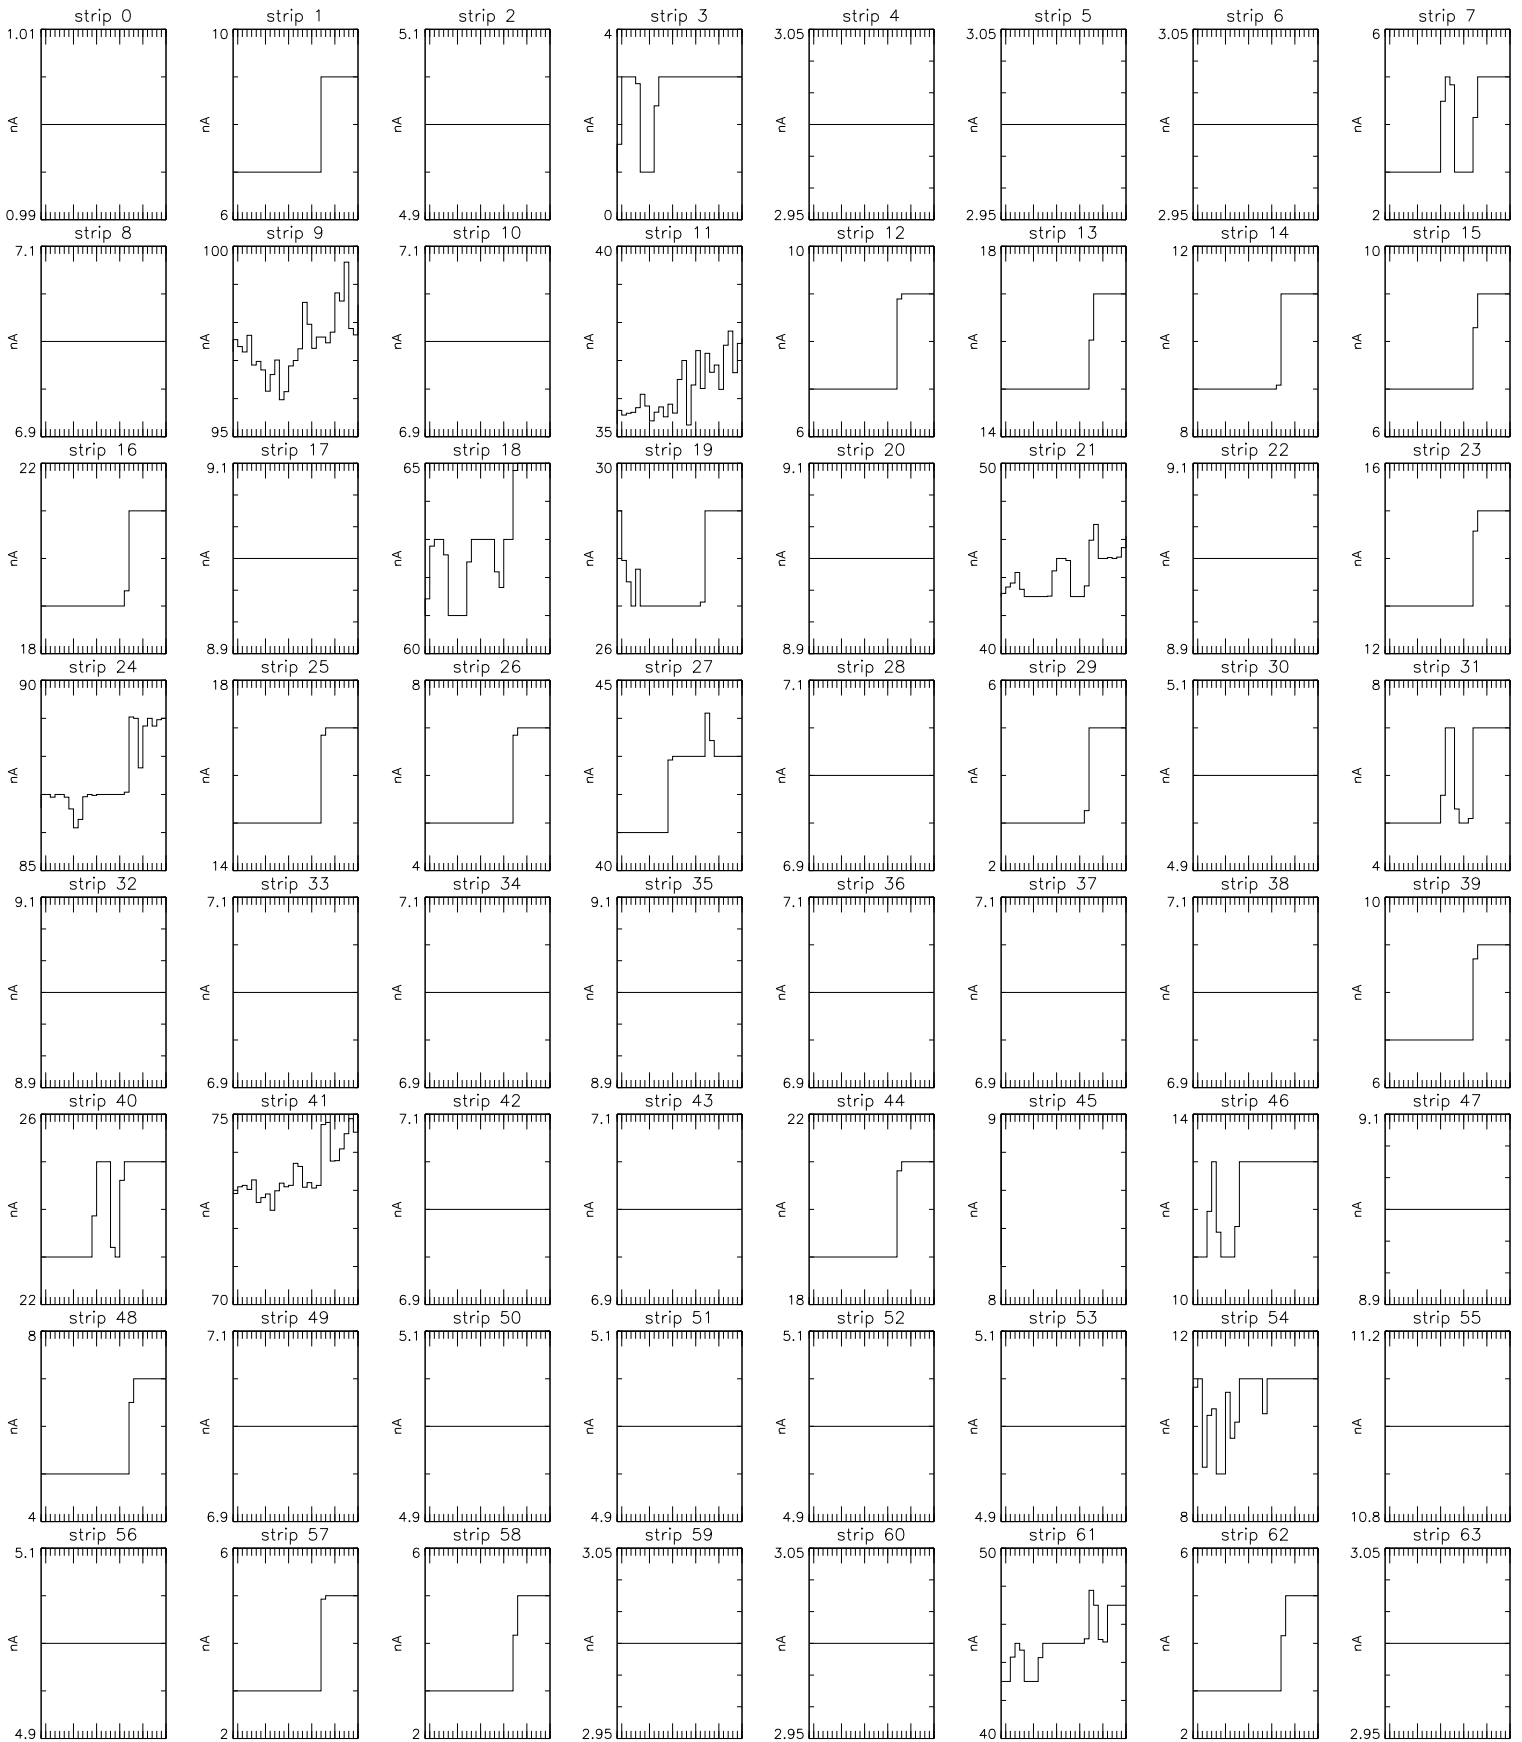 strip 0 strip 1 strip 2 strip 3 strip 4 strip 5 strip 6 strip 7
1.01 10 5.1 4 3.05 3.05 3.05 6
nA nA nA nA nA nA nA nA
0.99 6 4.9 0 2.95 2.95 2.95 2
strip 8 strip 9 strip 10 strip 11 strip 12 strip 13 strip 14 strip 15
7.1 100 7.1 40 10 18 12 10
nA nA nA nA nA nA nA nA
6.9 95 6.9 35 6 14 8 6
strip 16 strip 17 strip 18 strip 19 strip 20 strip 21 strip 22 strip 23
22 9.1 65 30 9.1 50 9.1 16
nA nA nA nA nA nA nA nA
18 8.9 60 26 8.9 40 8.9 12
strip 24 strip 25 strip 26 strip 27 strip 28 strip 29 strip 30 strip 31
90 18 8 45 7.1 6 5.1 8
nA nA nA nA nA nA nA nA
85 14 4 40 6.9 2 4.9 4
strip 32 strip 33 strip 34 strip 35 strip 36 strip 37 strip 38 strip 39
9.1 7.1 7.1 9.1 7.1 7.1 7.1 10
nA nA nA nA nA nA nA nA
8.9 6.9 6.9 8.9 6.9 6.9 6.9 6
strip 40 strip 41 strip 42 strip 43 strip 44 strip 45 strip 46 strip 47
26 75 7.1 7.1 22 9 14 9.1
nA nA nA nA nA nA nA nA
22 70 6.9 6.9 18 8 10 8.9
strip 48 strip 49 strip 50 strip 51 strip 52 strip 53 strip 54 strip 55
8 7.1 5.1 5.1 5.1 5.1 12 11.2
nA nA nA nA nA nA nA nA
4 6.9 4.9 4.9 4.9 4.9 8 10.8
strip 56 strip 57 strip 58 strip 59 strip 60 strip 61 strip 62 strip 63
5.1 6 6 3.05 3.05 50 6 3.05
nA nA nA nA nA nA nA nA
4.9 2 2 2.95 2.95 40 2 2.95